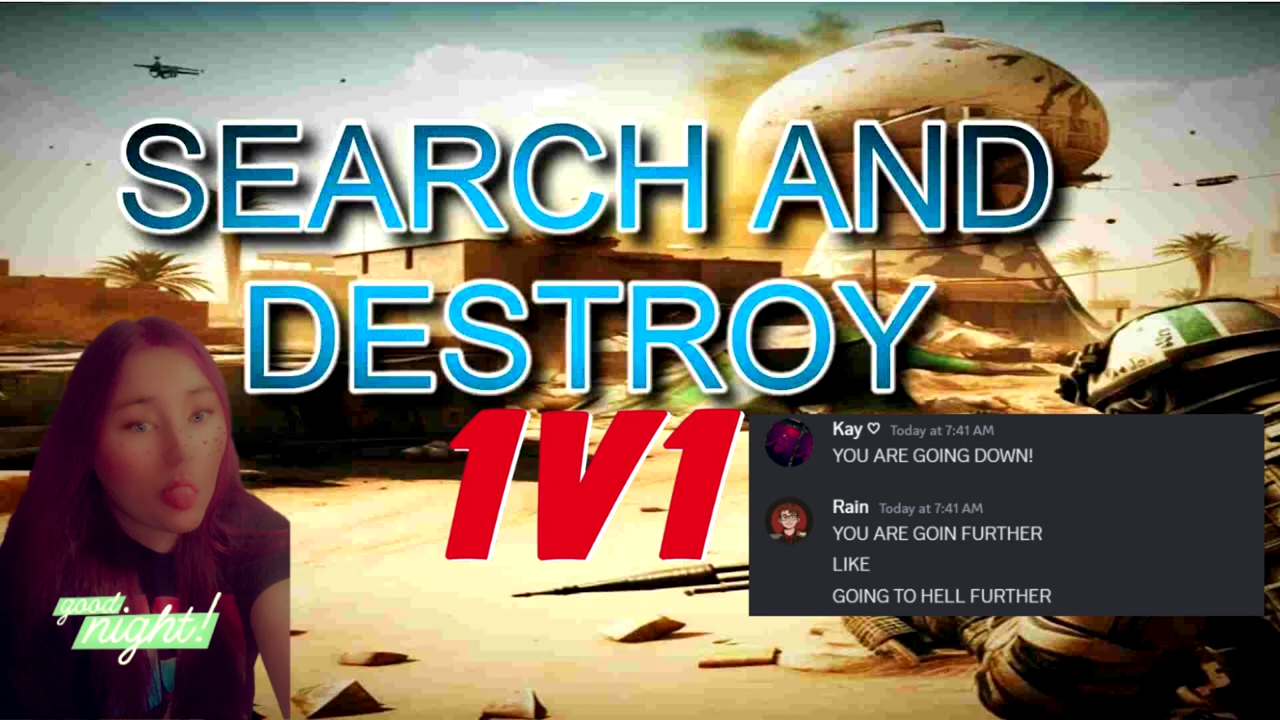 SEARCH AND
DESTROY
1V1
Kay ♡ Today at 7:41 AM
YOU ARE GOING DOWN!
Rain Today at 7:41 AM
YOU ARE GOIN FURTHER
LIKE
GOING TO HELL FURTHER
good
night!